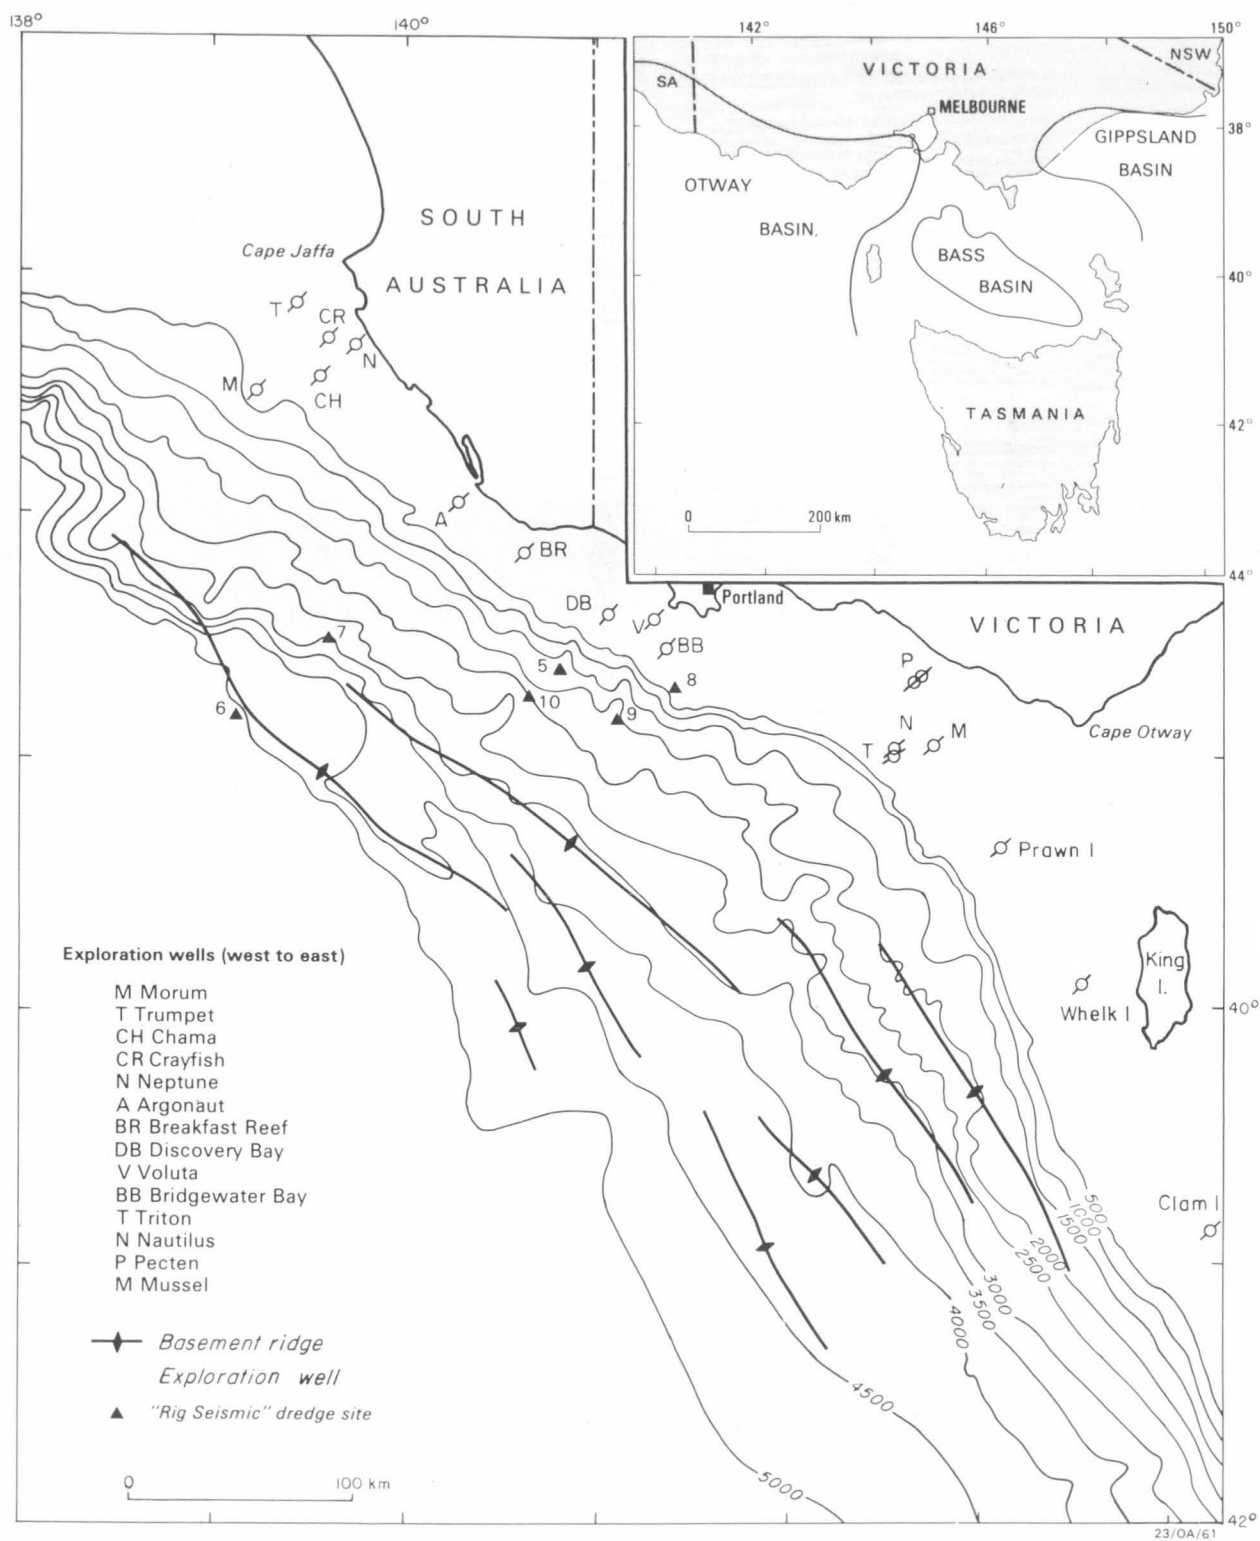 138°
140°
142°
146°
150°
NSW
VICTORIA
SA
MELBOURNE
38°
GIPPSLAND
BASIN
OTWAY
BASIN.
BASS
BASIN
40°
TASMANIA
42°
0 200 km
44°
SOUTH
AUSTRALIA
Cape Jaffa
T
CR
N
M
CH
A
BR
DB
V
Portland
BB
VICTORIA
P
7
5
8
10
9
6
N
M
T
Cape Otway
Prawn I
King
I.
Whelk I
40°
Clam I
500
1000
1500
2000
2500
3000
3500
4000
4500
5000
Exploration wells (west to east)
M Morum
T Trumpet
CH Chama
CR Crayfish
N Neptune
A Argonaut
BR Breakfast Reef
DB Discovery Bay
V Voluta
BB Bridgewater Bay
T Triton
N Nautilus
P Pecten
M Mussel
Basement ridge
Exploration well
"Rig Seismic" dredge site
0 100 km
42°
23/OA/61